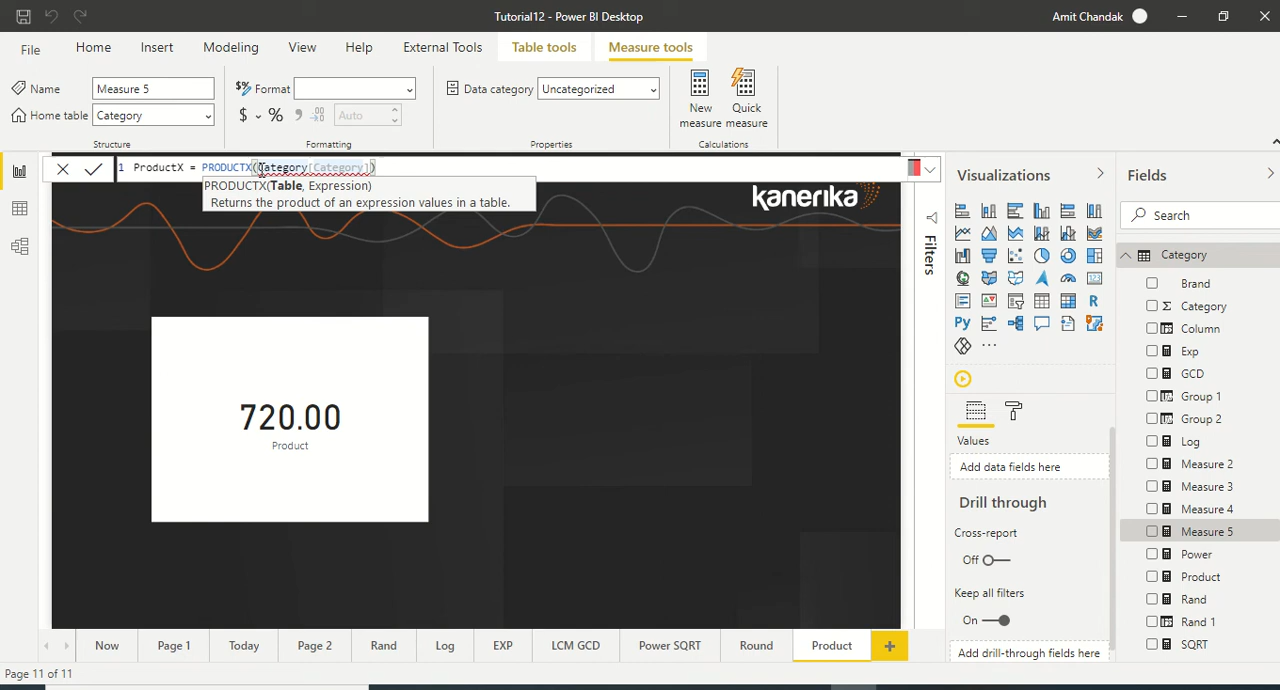 Tutorial12 - Power BI Desktop
Amit Chandak
File
Home
Insert
Modeling
View
Help
External Tools
Table tools
Measure tools
Name
Measure 5
Home table
Category
Structure
Format
$
%
Auto
Formatting
Data category
Uncategorized
Properties
New
measure
Quick
measure
Calculations
1 ProductX = PRODUCTX(Category[Category])
PRODUCTX(Table, Expression)
Returns the product of an expression values in a table.
kanerika
720.00
Product
Filters
Visualizations
123
R
Py
Values
Add data fields here
Drill through
Cross-report
Off
Keep all filters
On
Add drill-through fields here
Fields
Search
Category
Brand
Σ Category
Column
Exp
GCD
Group 1
Group 2
Log
Measure 2
Measure 3
Measure 4
Measure 5
Power
Product
Rand
Rand 1
SQRT
Now
Page 1
Today
Page 2
Rand
Log
EXP
LCM GCD
Power SQRT
Round
Product
Page 11 of 11